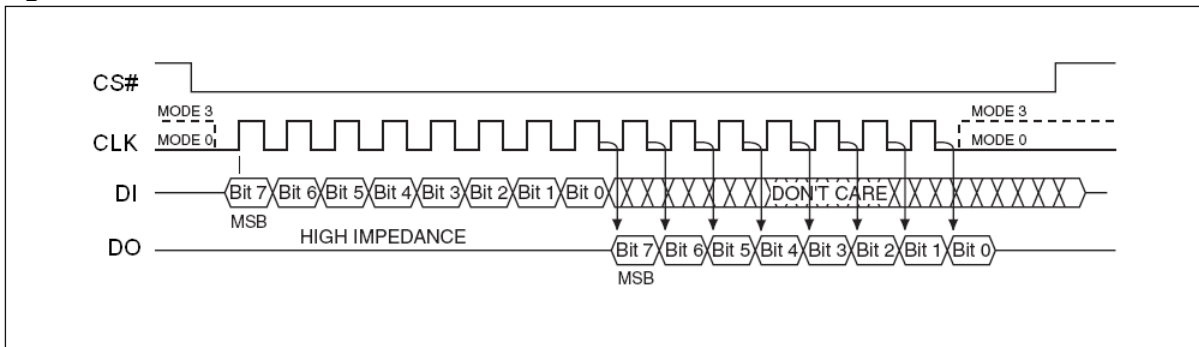 CS#
MODE 3 MODE 3
CLK MODE 0 MODE 0
DI Bit 7 Bit 6 Bit 5 Bit 4 Bit 3 Bit 2 Bit 1 Bit 0 DON'T CARE
MSB
HIGH IMPEDANCE
DO Bit 7 Bit 6 Bit 5 Bit 4 Bit 3 Bit 2 Bit 1 Bit 0
MSB